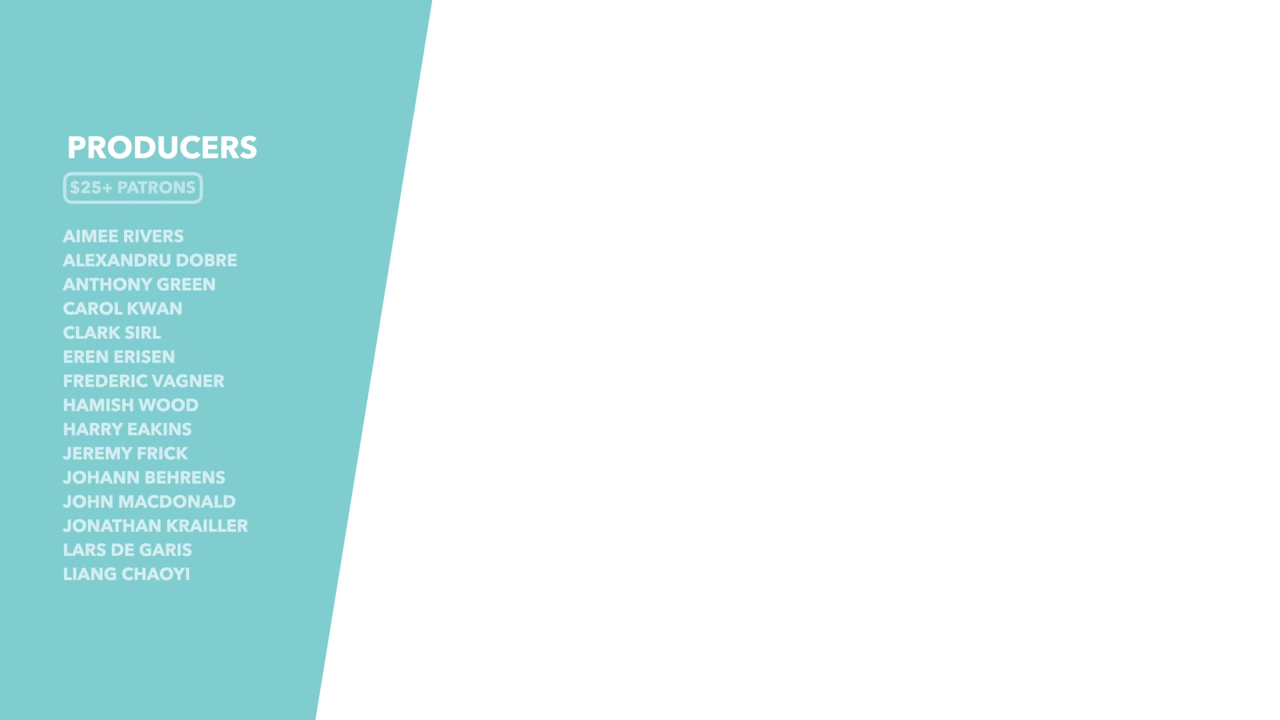 PRODUCERS
$25+ PATRONS
AIMEE RIVERS
ALEXANDRU DOBRE
ANTHONY GREEN
CAROL KWAN
CLARK SIRL
EREN ERISEN
FREDERIC VAGNER
HAMISH WOOD
HARRY EAKINS
JEREMY FRICK
JOHANN BEHRENS
JOHN MACDONALD
JONATHAN KRAILLER
LARS DE GARIS
LIANG CHAOYI